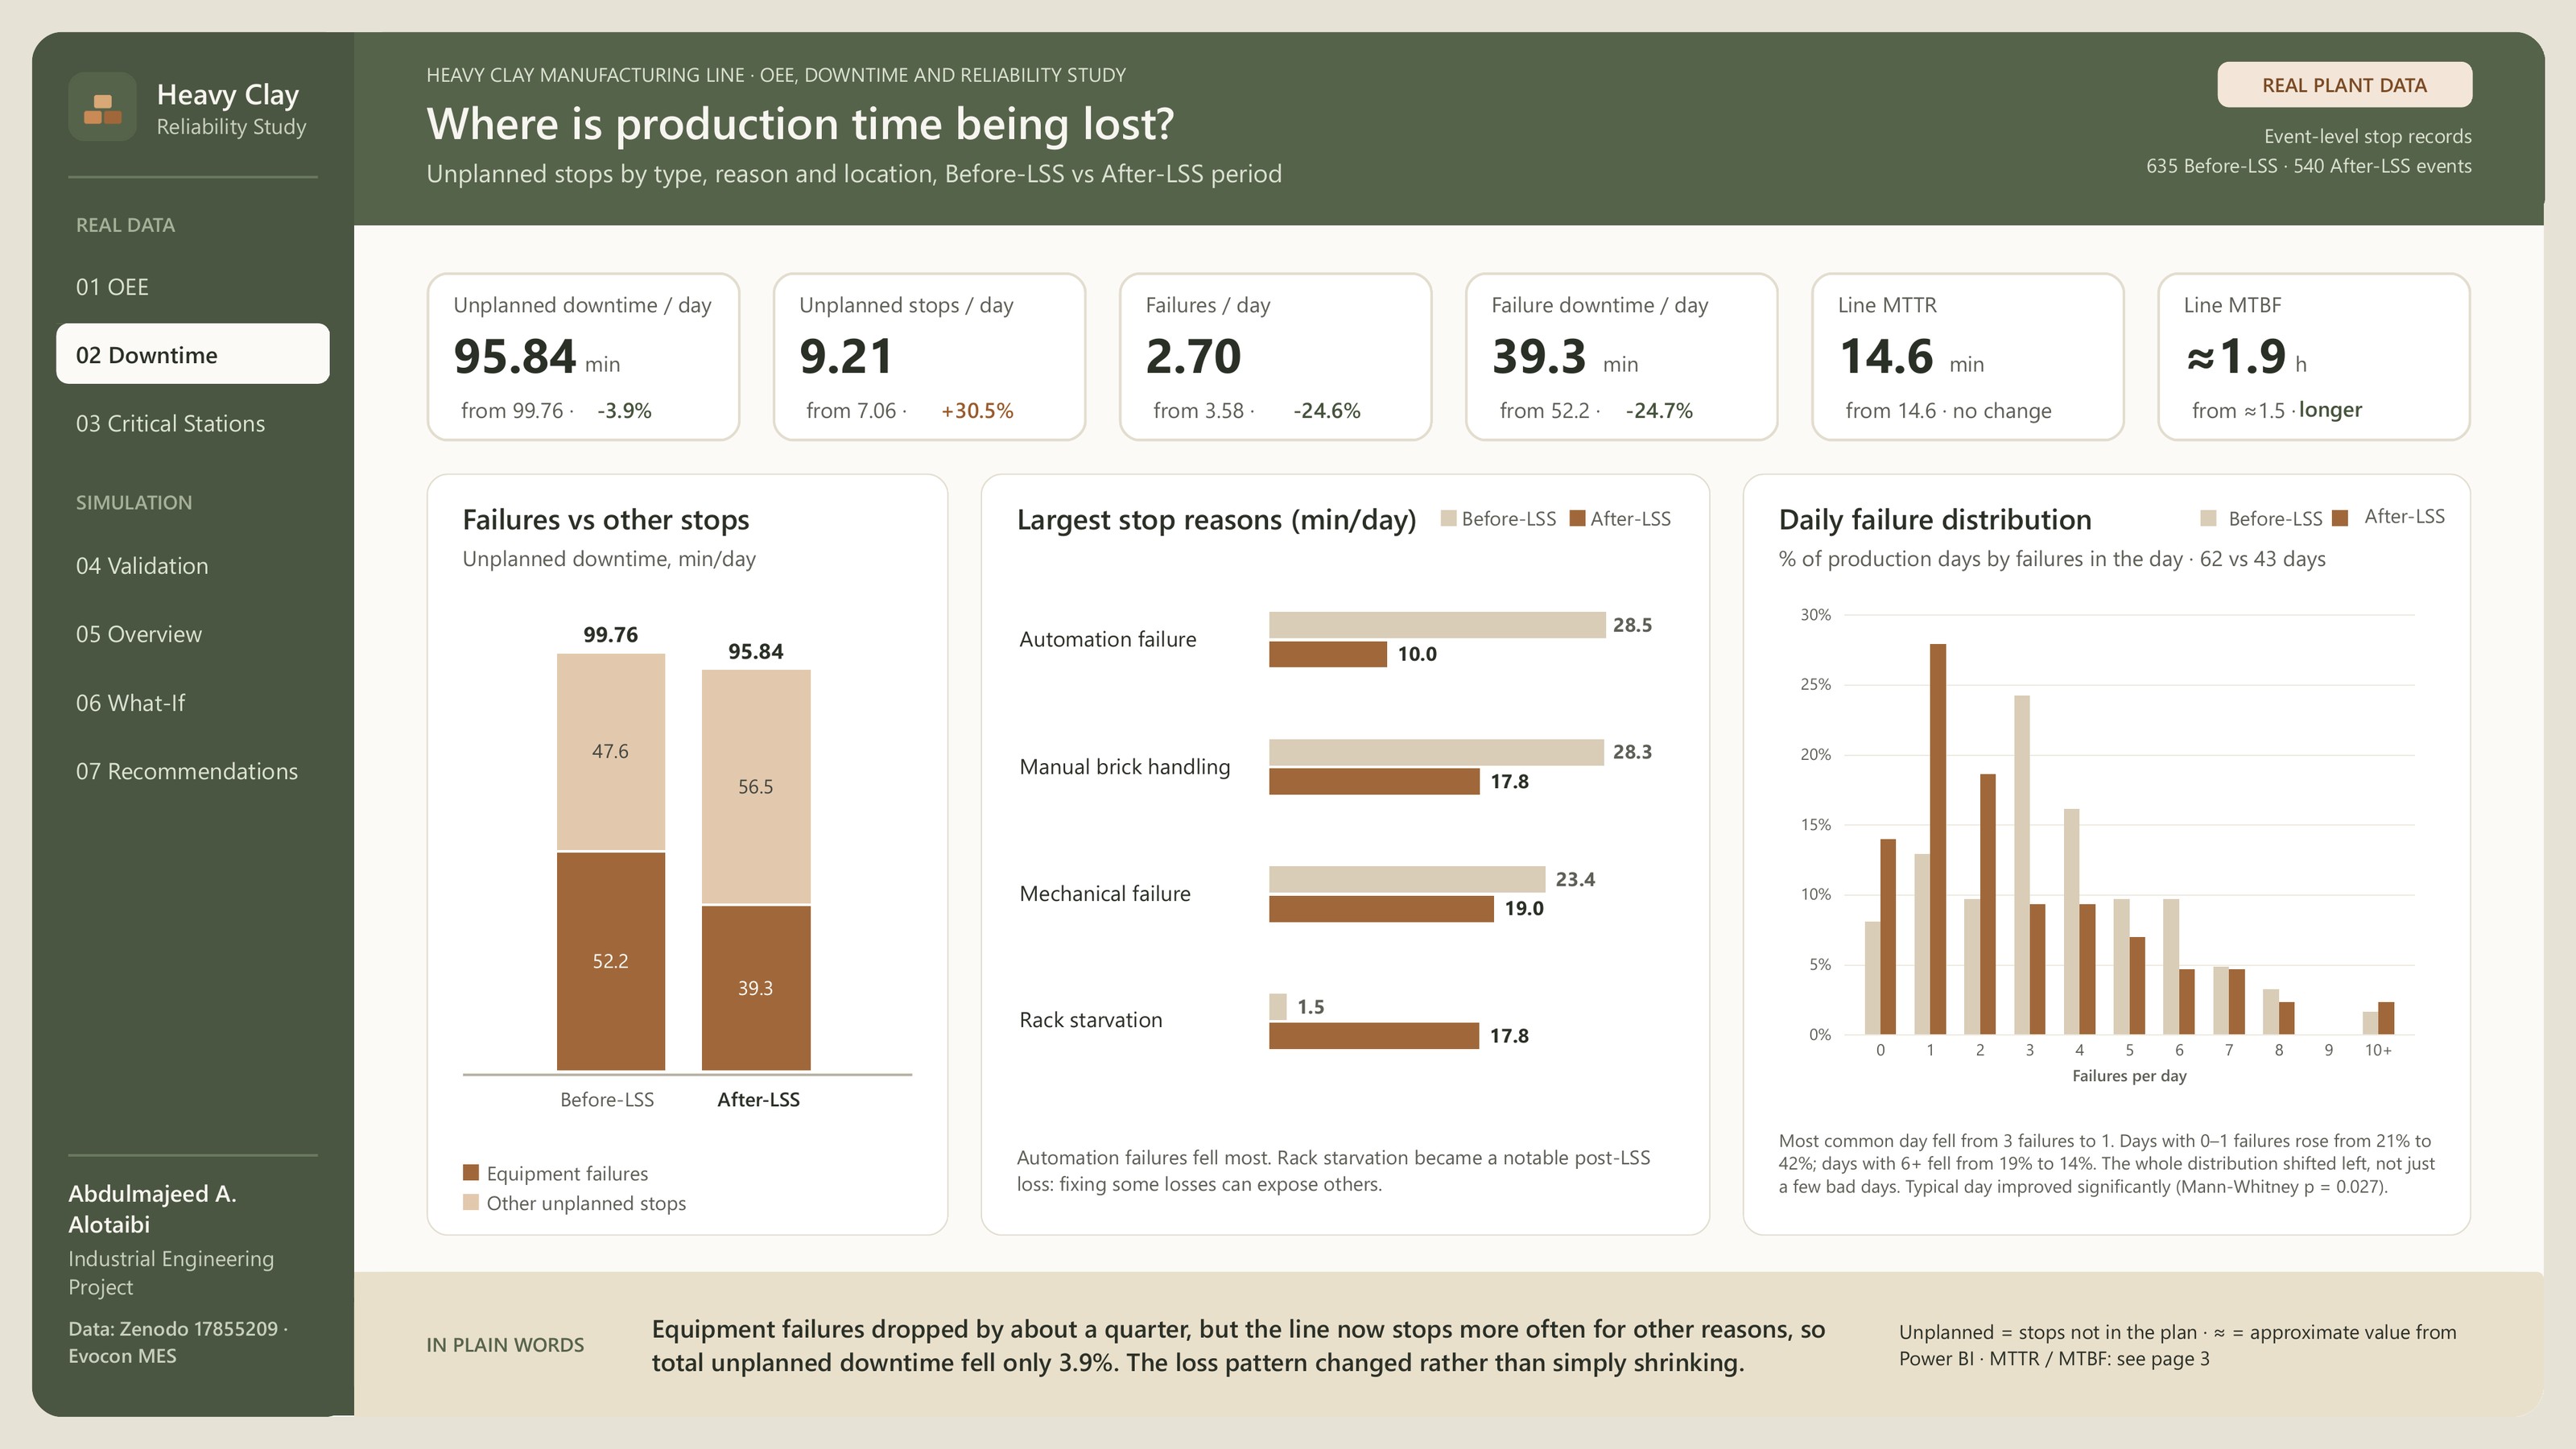 Heavy Clay
Reliability Study
REAL DATA
01 OEE
02 Downtime
03 Critical Stations
SIMULATION
04 Validation
05 Overview
06 What-If
07 Recommendations
Abdulmajeed A.
Alotaibi
Industrial Engineering
Project
Data: Zenodo 17855209 ·
Evocon MES
HEAVY CLAY MANUFACTURING LINE · OEE, DOWNTIME AND RELIABILITY STUDY
Where is production time being lost?
Unplanned stops by type, reason and location, Before-LSS vs After-LSS period
REAL PLANT DATA
Event-level stop records
635 Before-LSS · 540 After-LSS events
Unplanned downtime / day
95.84 min
from 99.76 · -3.9%
Unplanned stops / day
9.21
from 7.06 · +30.5%
Failures / day
2.70
from 3.58 · -24.6%
Failure downtime / day
39.3 min
from 52.2 · -24.7%
Line MTTR
14.6 min
from 14.6 · no change
Line MTBF
≈1.9 h
from ≈1.5 · longer
Failures vs other stops
Unplanned downtime, min/day
99.76
95.84
47.6
56.5
52.2
39.3
Before-LSS
After-LSS
Equipment failures
Other unplanned stops
Largest stop reasons (min/day)
Before-LSS After-LSS
Automation failure
28.5
10.0
Manual brick handling
28.3
17.8
Mechanical failure
23.4
19.0
Rack starvation
1.5
17.8
Automation failures fell most. Rack starvation became a notable post-LSS
loss: fixing some losses can expose others.
Daily failure distribution
Before-LSS After-LSS
% of production days by failures in the day · 62 vs 43 days
30%
25%
20%
15%
10%
5%
0%
0 1 2 3 4 5 6 7 8 9 10+
Failures per day
Most common day fell from 3 failures to 1. Days with 0–1 failures rose from 21% to
42%; days with 6+ fell from 19% to 14%. The whole distribution shifted left, not just
a few bad days. Typical day improved significantly (Mann-Whitney p = 0.027).
IN PLAIN WORDS
Equipment failures dropped by about a quarter, but the line now stops more often for other reasons, so
total unplanned downtime fell only 3.9%. The loss pattern changed rather than simply shrinking.
Unplanned = stops not in the plan · ≈ = approximate value from
Power BI · MTTR / MTBF: see page 3